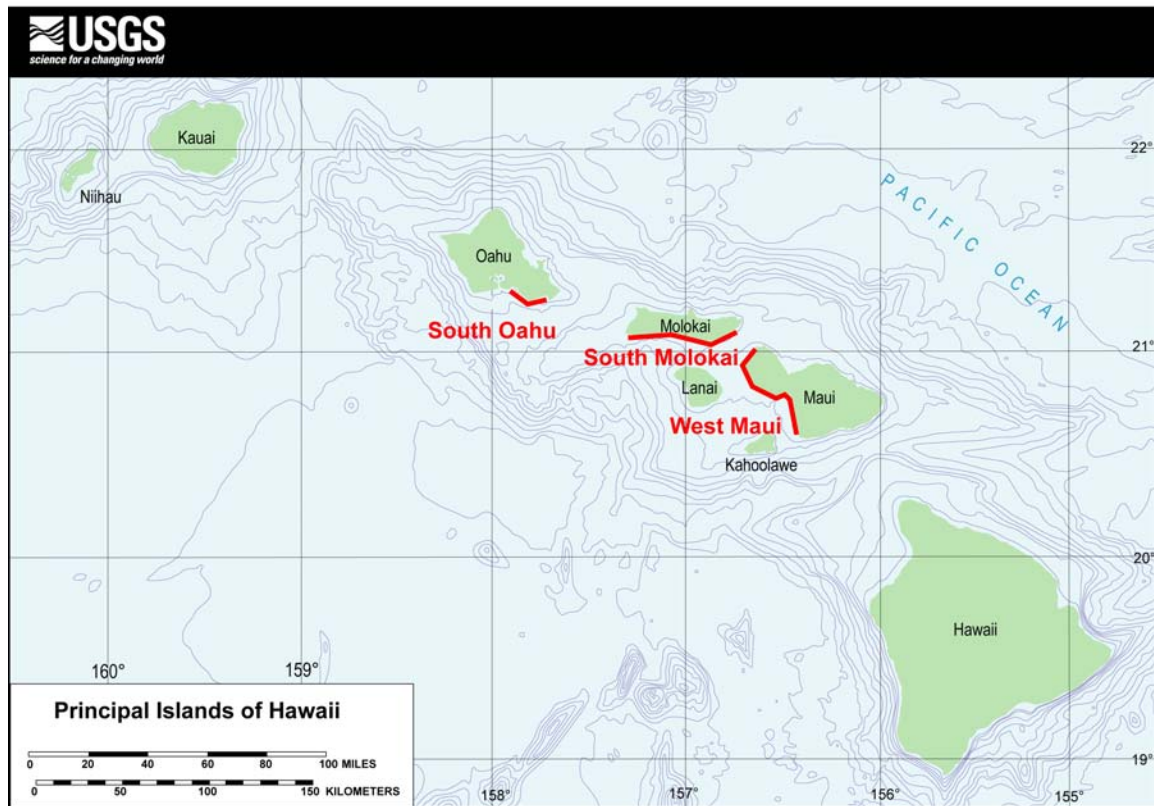 USGS
science for a changing world
Kauai
22°
Niihau
PACIFIC OCEAN
Oahu
South Oahu
Molokai
21°
South Molokai
Lanai
Maui
West Maui
Kahoolawe
20°
Hawaii
160°
159°
Principal Islands of Hawaii
19°
0 20 40 60 80 100 MILES
0 50 100 150 KILOMETERS
158°
157°
156°
155°